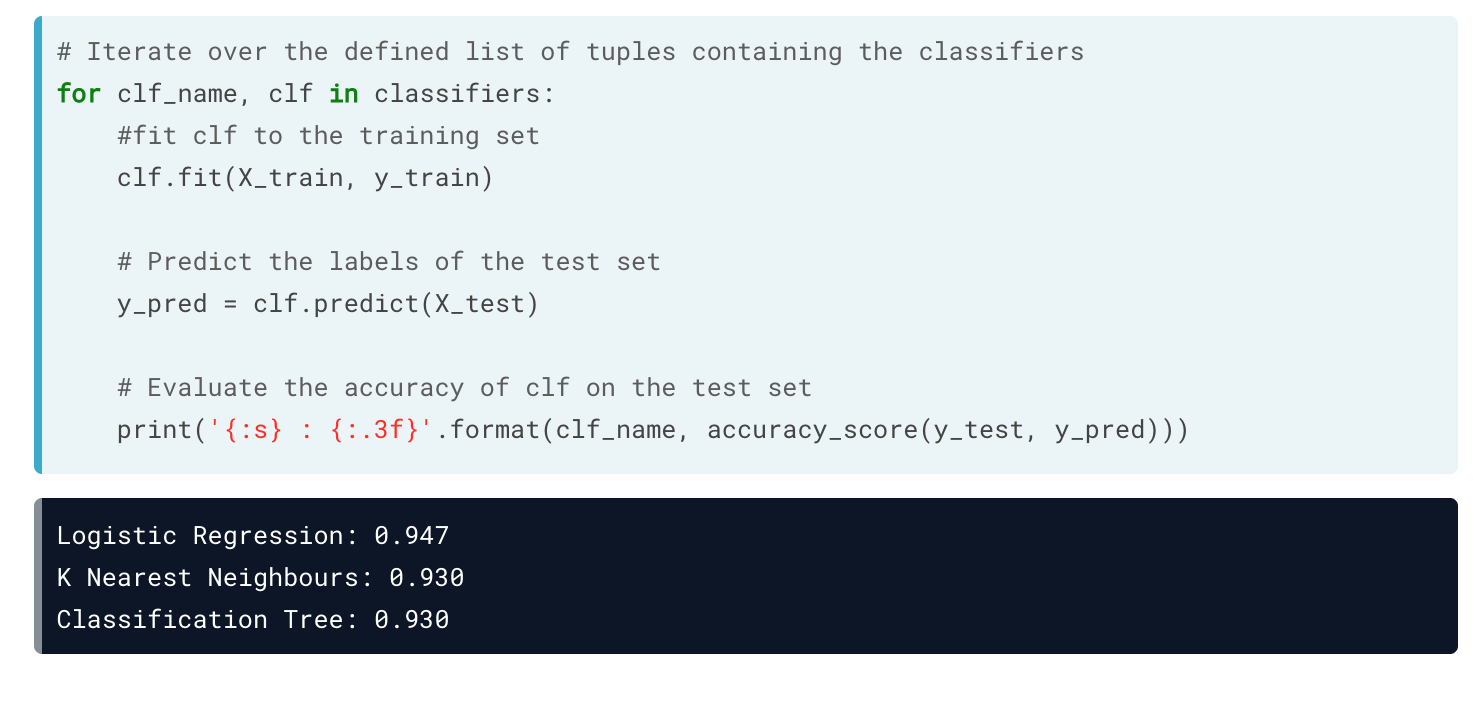 # Iterate over the defined list of tuples containing the classifiers
for clf_name, clf in classifiers:
    #fit clf to the training set
    clf.fit(X_train, y_train)

    # Predict the labels of the test set
    y_pred = clf.predict(X_test)

    # Evaluate the accuracy of clf on the test set
    print('{:s} : {:.3f}'.format(clf_name, accuracy_score(y_test, y_pred)))
Logistic Regression: 0.947
K Nearest Neighbours: 0.930
Classification Tree: 0.930